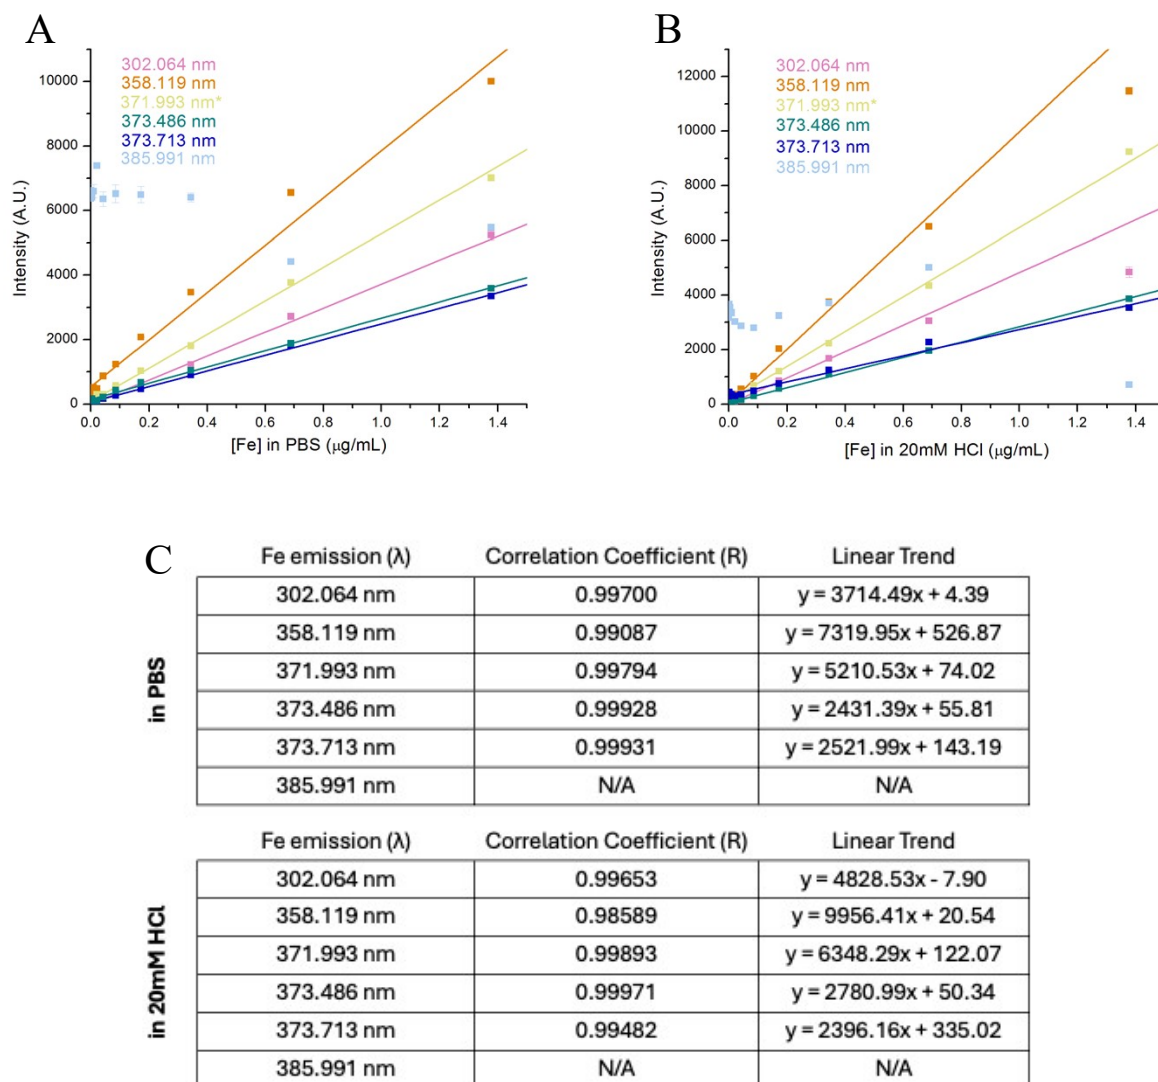 A
302.064 nm
358.119 nm
371.993 nm*
373.486 nm
373.713 nm
385.991 nm
10000
8000
6000
4000
2000
0
Intensity (A.U.)
0.0 0.2 0.4 0.6 0.8 1.0 1.2 1.4
[Fe] in PBS (μg/mL)
B
302.064 nm
358.119 nm
371.993 nm*
373.486 nm
373.713 nm
385.991 nm
12000
10000
8000
6000
4000
2000
0
Intensity (A.U.)
0.0 0.2 0.4 0.6 0.8 1.0 1.2 1.4
[Fe] in 20mM HCl (μg/mL)
C
Fe emission (λ) Correlation Coefficient (R) Linear Trend
in PBS
302.064 nm 0.99700 y = 3714.49x + 4.39
358.119 nm 0.99087 y = 7319.95x + 526.87
371.993 nm 0.99794 y = 5210.53x + 74.02
373.486 nm 0.99928 y = 2431.39x + 55.81
373.713 nm 0.99931 y = 2521.99x + 143.19
385.991 nm N/A N/A
Fe emission (λ) Correlation Coefficient (R) Linear Trend
in 20mM HCl
302.064 nm 0.99653 y = 4828.53x - 7.90
358.119 nm 0.98589 y = 9956.41x + 20.54
371.993 nm 0.99893 y = 6348.29x + 122.07
373.486 nm 0.99971 y = 2780.99x + 50.34
373.713 nm 0.99482 y = 2396.16x + 335.02
385.991 nm N/A N/A